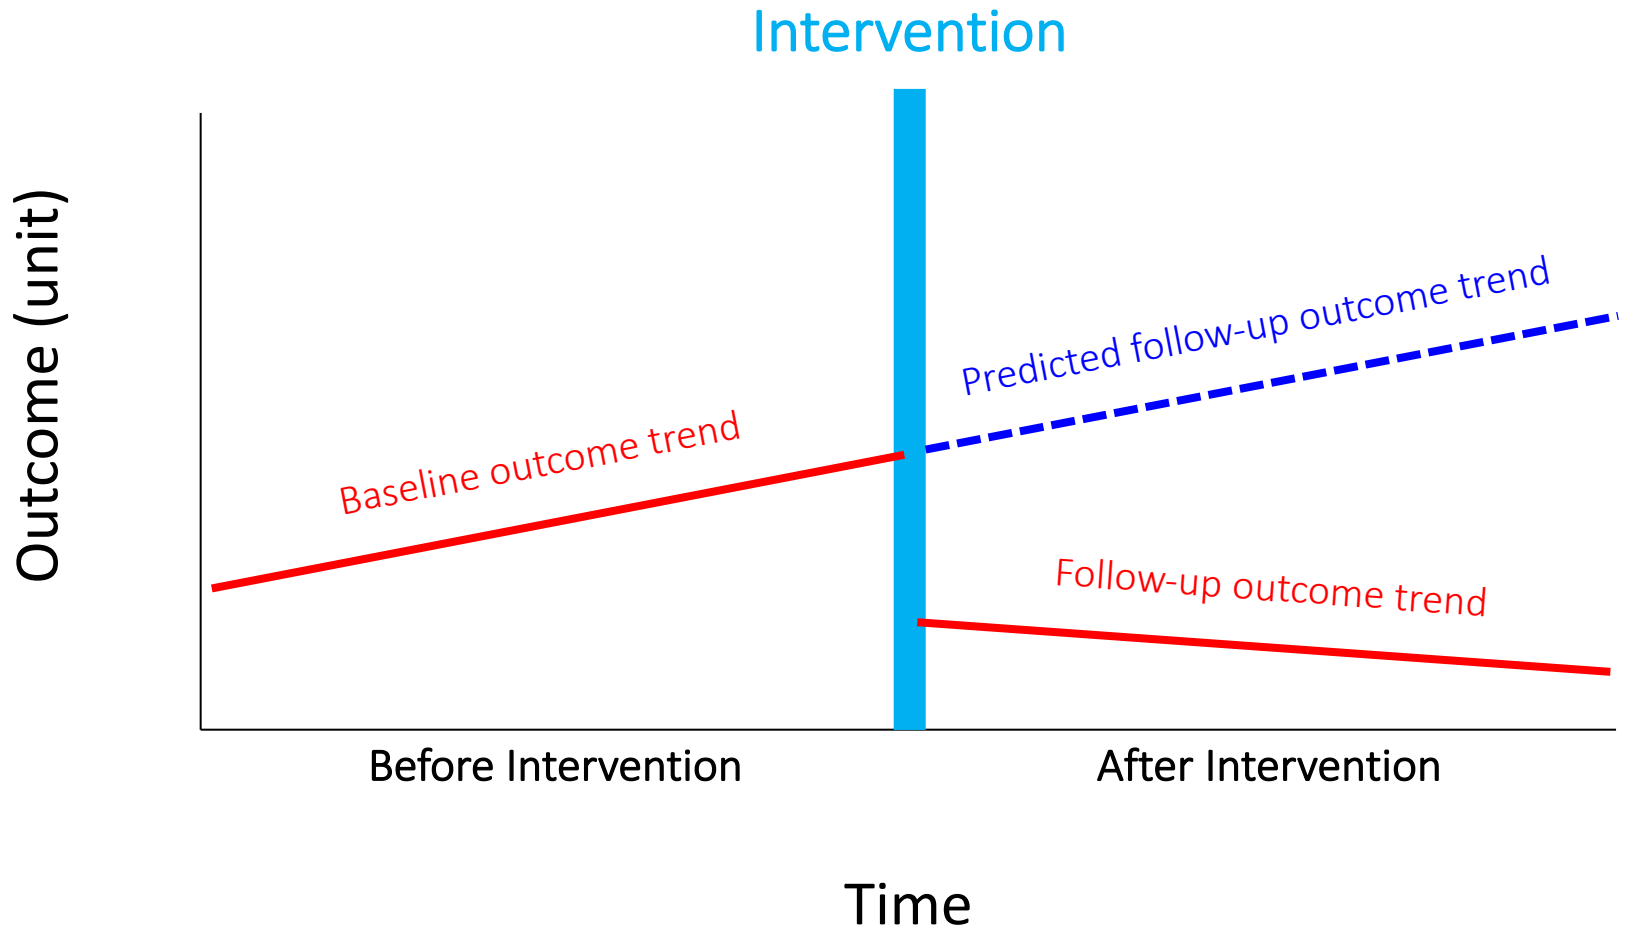 Intervention
Outcome (unit)
Predicted follow-up outcome trend
Baseline outcome trend
Follow-up outcome trend
Before Intervention
After Intervention
Time